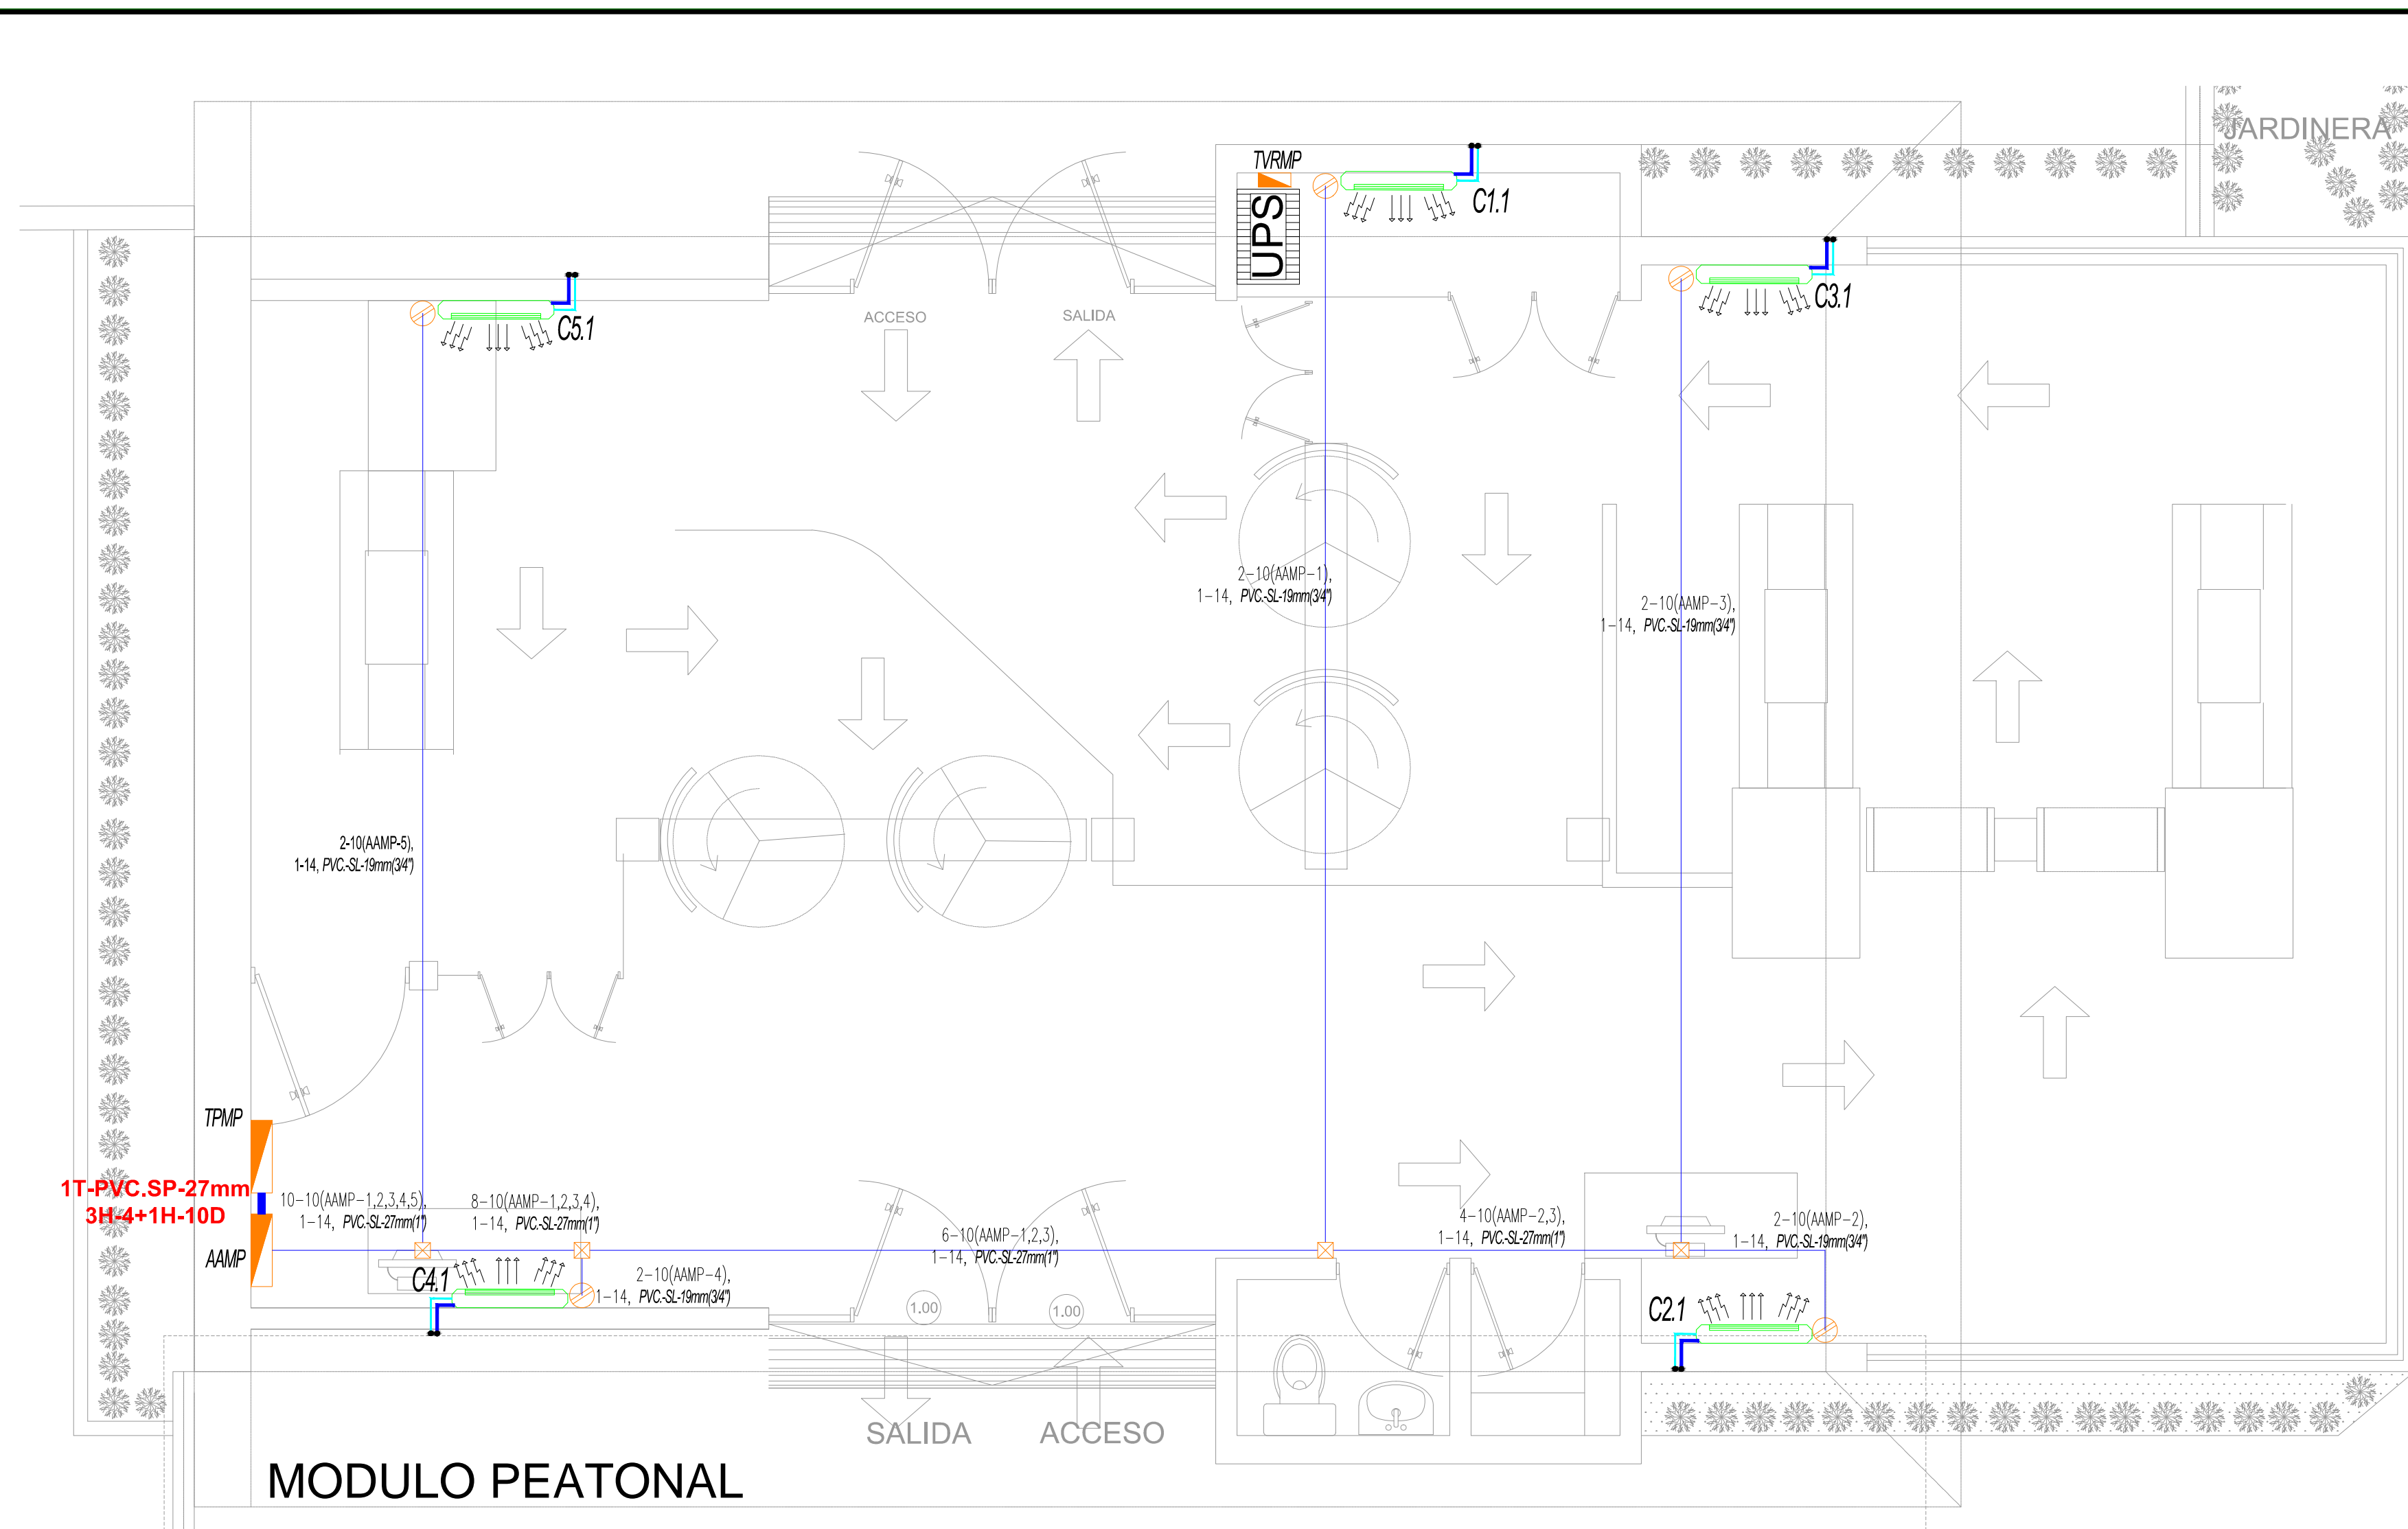 JARDINERA
TVRMP
UPS
C1.1
C3.1
C5.1
ACCESO
SALIDA
2-10(AAMP-1),
1-14, PVC.-SL-19mm(3/4")
2-10(AAMP-3),
1-14, PVC.-SL-19mm(3/4")
2-10(AAMP-5),
1-14, PVC.-SL-19mm(3/4")
TPMP
1T-PVC.SP-27mm
3H-4+1H-10D
AAMP
10-10(AAMP-1,2,3,4,5),
1-14, PVC.-SL-27mm(1")
8-10(AAMP-1,2,3,4),
1-14, PVC.-SL-27mm(1")
6-10(AAMP-1,2,3),
1-14, PVC.-SL-27mm(1")
4-10(AAMP-2,3),
1-14, PVC.-SL-27mm(1")
2-10(AAMP-2),
1-14, PVC.-SL-19mm(3/4")
C4.1
2-10(AAMP-4),
1-14, PVC.-SL-19mm(3/4")
1.00
1.00
C2.1
SALIDA
ACCESO
MODULO PEATONAL